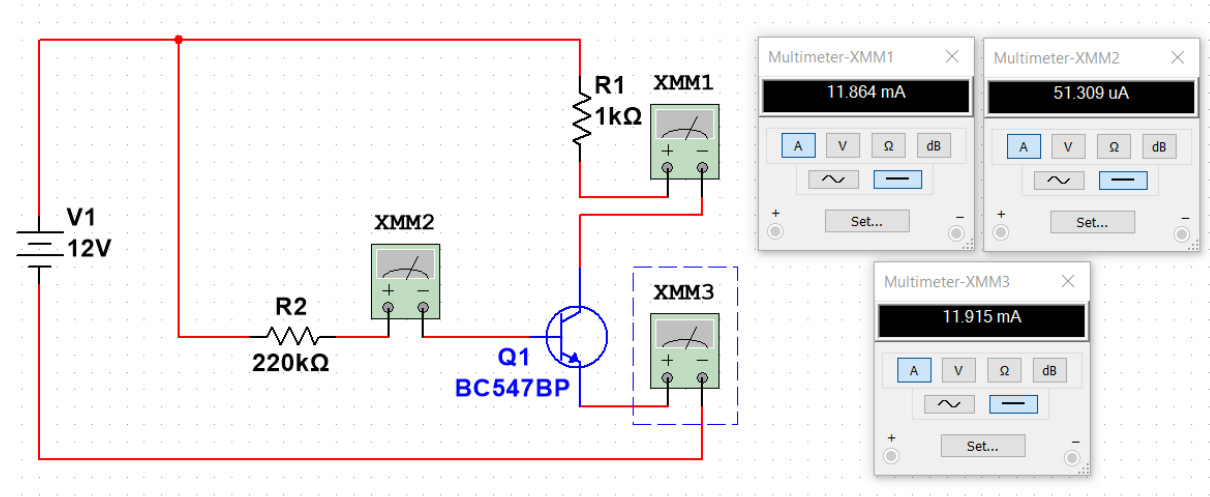 V1
12V
R2
220kΩ
XMM2
+ −
Q1
BC547BP
R1
1kΩ
XMM1
+ −
XMM3
+ −
Multimeter-XMM1
11.864 mA
A V Ω dB
+ Set... −
Multimeter-XMM2
51.309 uA
A V Ω dB
+ Set... −
Multimeter-XMM3
11.915 mA
A V Ω dB
+ Set... −